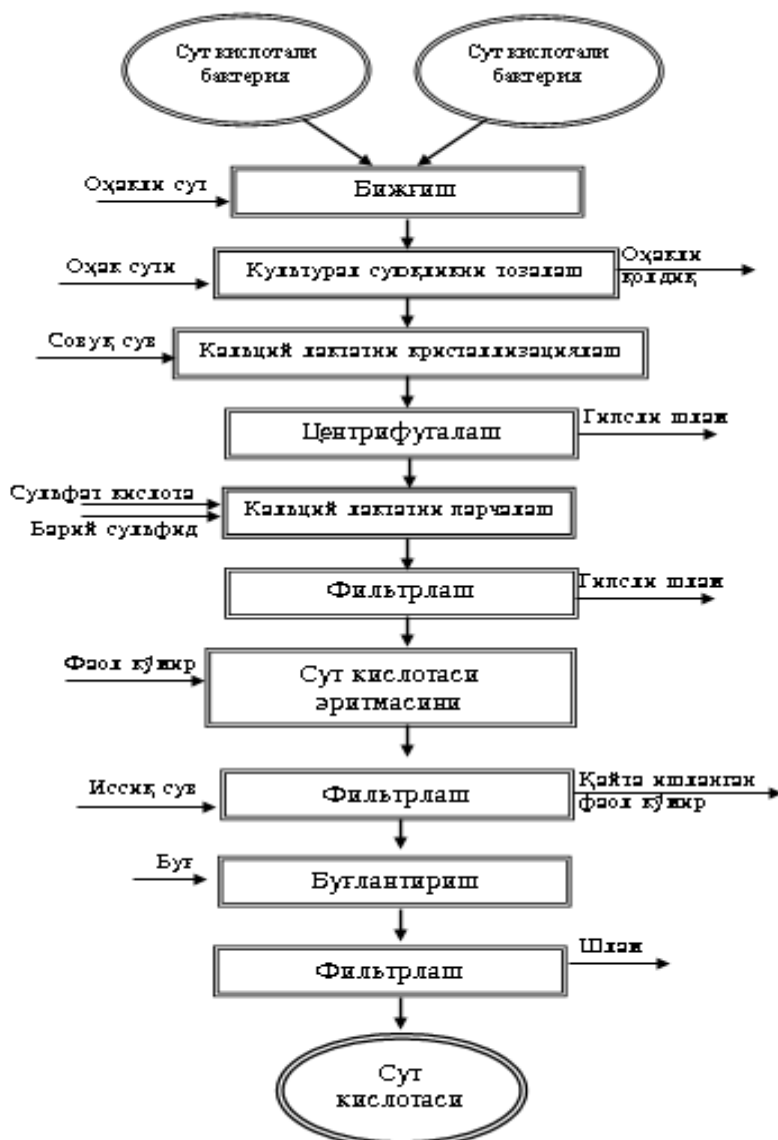 Сут кислотали
бактерия
Сут кислотали
бактерия
Оҳакли сут
Бижғиш
Оҳак сути
Культурал суюқликни тозалаш
Оҳакли
қолдиқ
Совуқ сув
Кальций лактатни кристаллизациялаш
Центрифугалаш
Гипсли шлам
Сульфат кислота
Барий сульфид
Кальций лактатни парчалаш
Фильтрлаш
Гипсли шлам
Фаол кўмир
Сут кислотаси
эритмасини
Иссиқ сув
Фильтрлаш
Қайта ишланган
фаол кўмир
Буғ
Буғлантириш
Фильтрлаш
Шлам
Сут
кислотаси